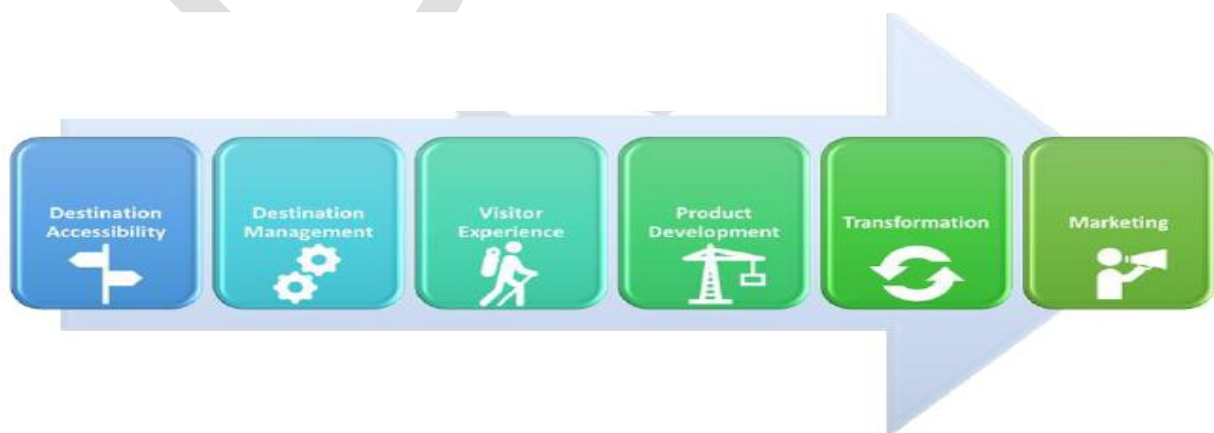 Destination
Accessibility
Destination
Management
Visitor
Experience
Product
Development
Transformation
Marketing